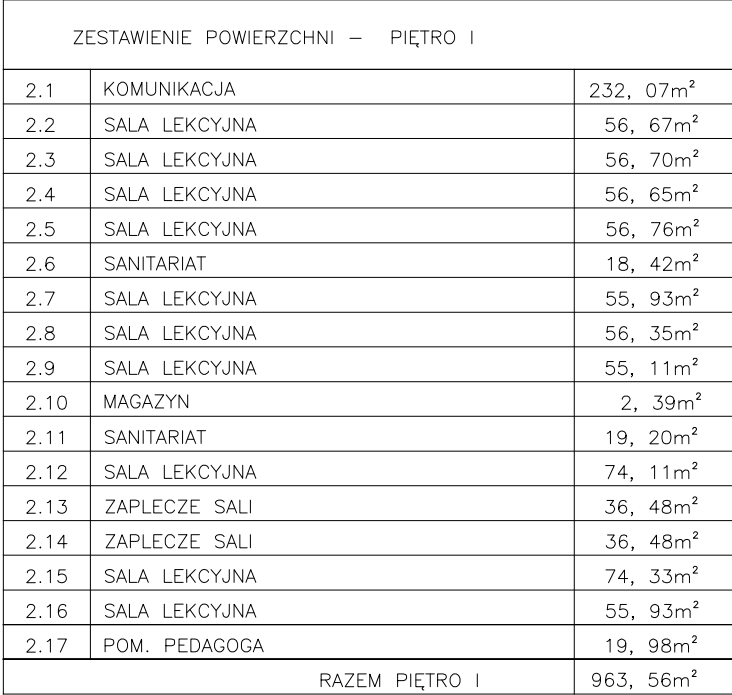 ZESTAWIENIE POWIERZCHNI – PIĘTRO I
2.1 KOMUNIKACJA 232, 07m²
2.2 SALA LEKCYJNA 56, 67m²
2.3 SALA LEKCYJNA 56, 70m²
2.4 SALA LEKCYJNA 56, 65m²
2.5 SALA LEKCYJNA 56, 76m²
2.6 SANITARIAT 18, 42m²
2.7 SALA LEKCYJNA 55, 93m²
2.8 SALA LEKCYJNA 56, 35m²
2.9 SALA LEKCYJNA 55, 11m²
2.10 MAGAZYN 2, 39m²
2.11 SANITARIAT 19, 20m²
2.12 SALA LEKCYJNA 74, 11m²
2.13 ZAPLECZE SALI 36, 48m²
2.14 ZAPLECZE SALI 36, 48m²
2.15 SALA LEKCYJNA 74, 33m²
2.16 SALA LEKCYJNA 55, 93m²
2.17 POM. PEDAGOGA 19, 98m²
RAZEM PIĘTRO I 963, 56m²